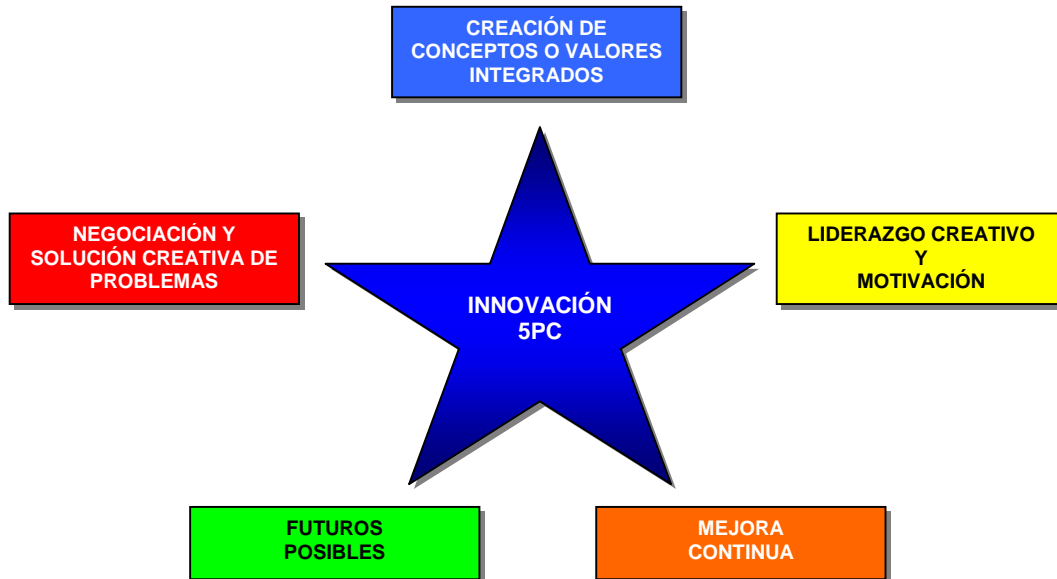 CREACIÓN DE
CONCEPTOS O VALORES
INTEGRADOS
NEGOCIACIÓN Y
SOLUCIÓN CREATIVA DE
PROBLEMAS
LIDERAZGO CREATIVO
Y
MOTIVACIÓN
INNOVACIÓN
5PC
FUTUROS
POSIBLES
MEJORA
CONTINUA